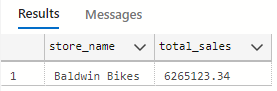 Results Messages
store_name total_sales
1 Baldwin Bikes 6265123.34